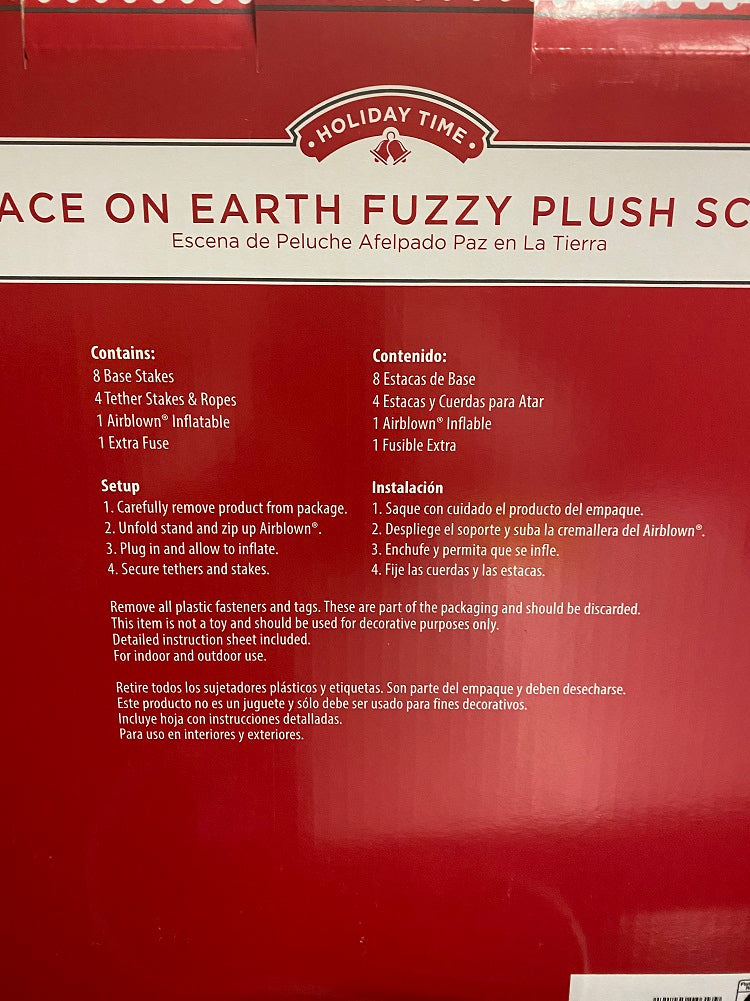 HOLIDAY TIME
ACE ON EARTH FUZZY PLUSH SC
Escena de Peluche Afelpado Paz en La Tierra
Contains:
8 Base Stakes
4 Tether Stakes & Ropes
1 Airblown® Inflatable
1 Extra Fuse
Contenido:
8 Estacas de Base
4 Estacas y Cuerdas para Atar
1 Airblown® Inflable
1 Fusible Extra
Setup
1. Carefully remove product from package.
2. Unfold stand and zip up Airblown®.
3. Plug in and allow to inflate.
4. Secure tethers and stakes.
Instalación
1. Saque con cuidado el producto del empaque.
2. Despliege el soporte y suba la cremallera del Airblown®.
3. Enchufe y permita que se infle.
4. Fije las cuerdas y las estacas.
Remove all plastic fasteners and tags. These are part of the packaging and should be discarded.
This item is not a toy and should be used for decorative purposes only.
Detailed instruction sheet included.
For indoor and outdoor use.
Retire todos los sujetadores plásticos y etiquetas. Son parte del empaque y deben desecharse.
Este producto no es un juguete y sólo debe ser usado para fines decorativos.
Incluye hoja con instrucciones detalladas.
Para uso en interiores y exteriores.